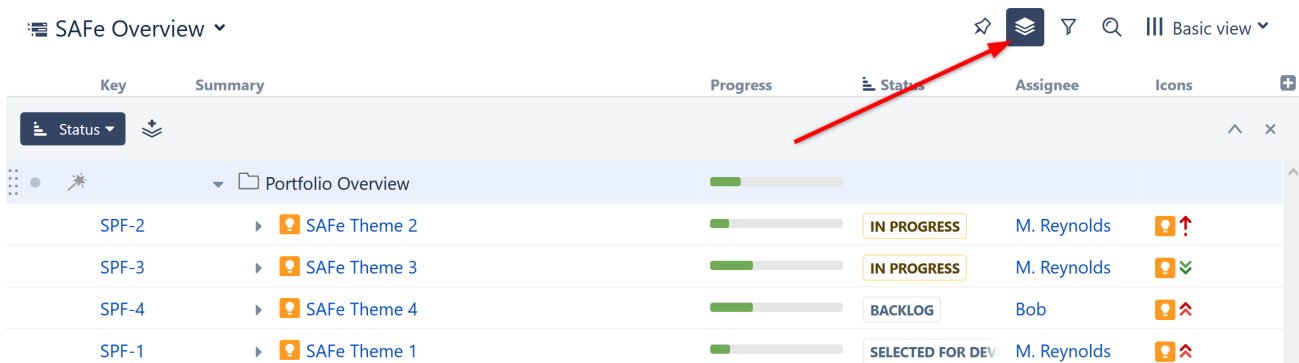 SAFe Overview
Basic view
Key Summary Progress Status Assignee Icons
Status
Portfolio Overview
SPF-2 SAFe Theme 2 IN PROGRESS M. Reynolds
SPF-3 SAFe Theme 3 IN PROGRESS M. Reynolds
SPF-4 SAFe Theme 4 BACKLOG Bob
SPF-1 SAFe Theme 1 SELECTED FOR DEV M. Reynolds